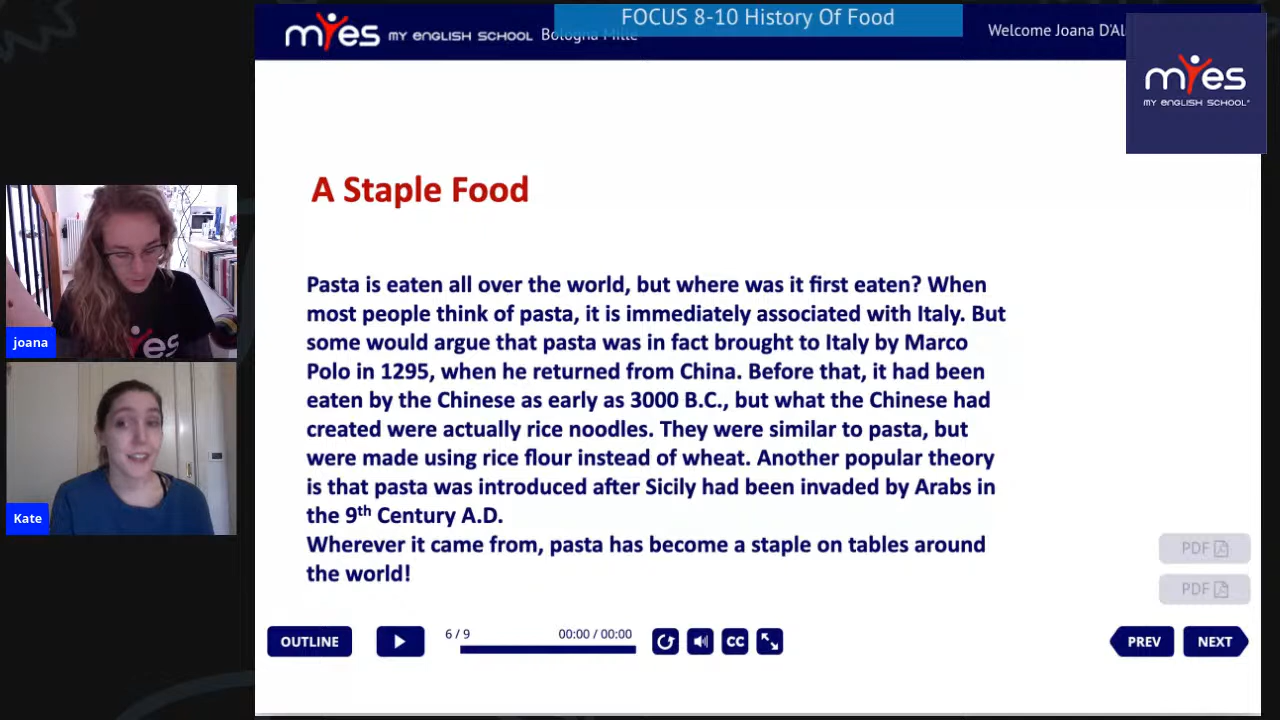 FOCUS 8-10 History Of Food
myes MY ENGLISH SCHOOL Bologna Mille
Welcome Joana D'AL
myes
MY ENGLISH SCHOOL
A Staple Food
Pasta is eaten all over the world, but where was it first eaten? When
most people think of pasta, it is immediately associated with Italy. But
some would argue that pasta was in fact brought to Italy by Marco
Polo in 1295, when he returned from China. Before that, it had been
eaten by the Chinese as early as 3000 B.C., but what the Chinese had
created were actually rice noodles. They were similar to pasta, but
were made using rice flour instead of wheat. Another popular theory
is that pasta was introduced after Sicily had been invaded by Arabs in
the 9th Century A.D.
Wherever it came from, pasta has become a staple on tables around
the world!
joana
Kate
PDF
PDF
OUTLINE
6 / 9
00:00 / 00:00
CC
PREV
NEXT